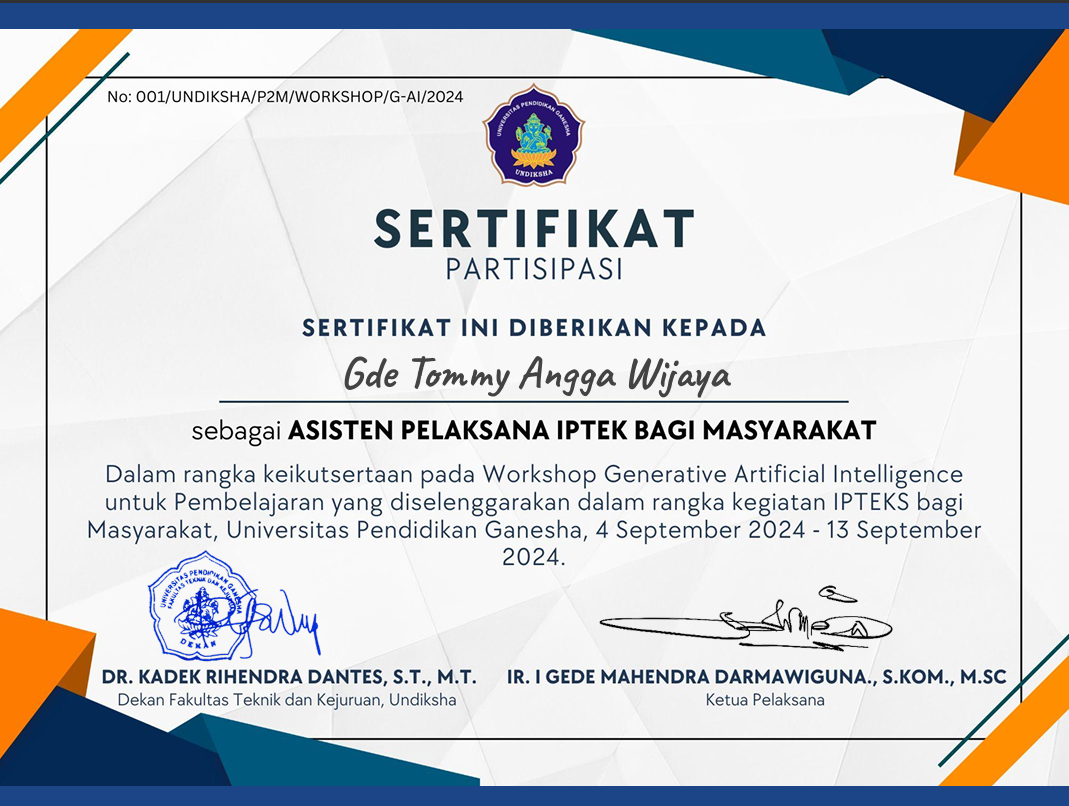 No: 001/UNDIKSHA/P2M/WORKSHOP/G-AI/2024
UNIVERSITAS PENDIDIKAN GANESHA
UNDIKSHA
SERTIFIKAT
PARTISIPASI
SERTIFIKAT INI DIBERIKAN KEPADA
Gde Tommy Angga Wijaya
sebagai ASISTEN PELAKSANA IPTEK BAGI MASYARAKAT
Dalam rangka keikutsertaan pada Workshop Generative Artificial Intelligence
untuk Pembelajaran yang diselenggarakan dalam rangka kegiatan IPTEKS bagi
Masyarakat, Universitas Pendidikan Ganesha, 4 September 2024 - 13 September
2024.
UNIVERSITAS PENDIDIKAN GANESHA
FAKULTAS TEKNIK DAN KEJURUAN
DEKAN
DR. KADEK RIHENDRA DANTES, S.T., M.T.
Dekan Fakultas Teknik dan Kejuruan, Undiksha
IR. I GEDE MAHENDRA DARMAWIGUNA., S.KOM., M.SC
Ketua Pelaksana